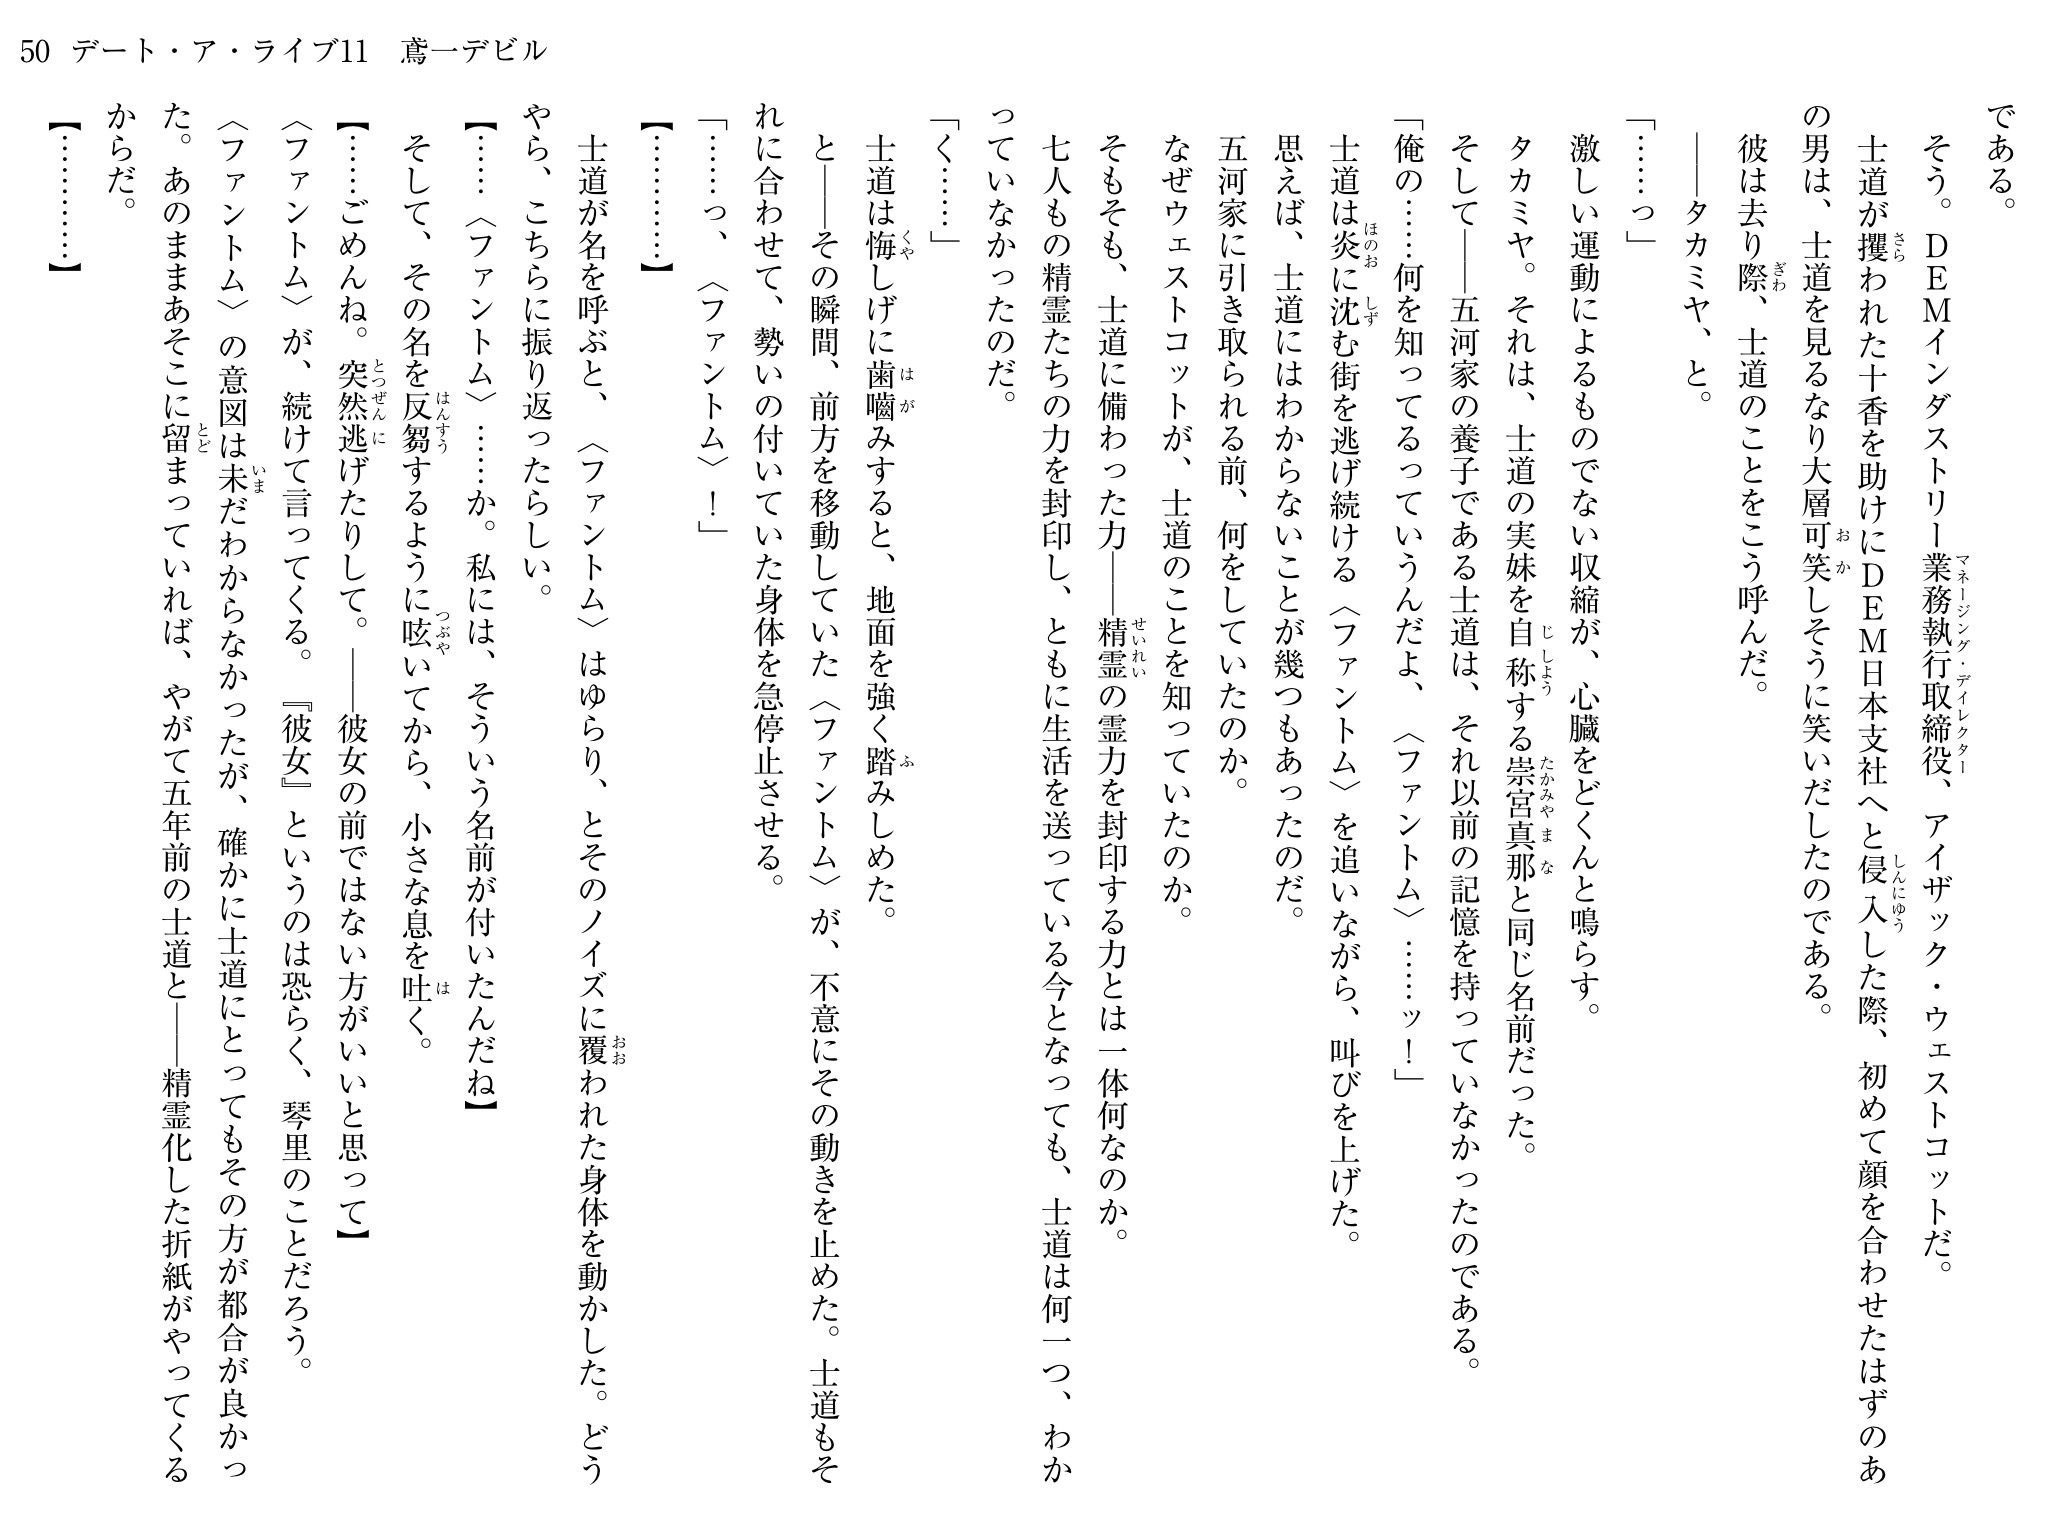 50 デート・ア・ライブ11　鳶一デビル
である。
　そう。ＤＥＭインダストリー業務執行取締役、アイザック・ウェストコットだ。
　士道が攫われた十香を助けにＤＥＭ日本支社へと侵入した際、初めて顔を合わせたはずのあ
の男は、士道を見るなり大層可笑しそうに笑いだしたのである。
　彼は去り際、士道のことをこう呼んだ。
　――タカミヤ、と。
「……っ」
　激しい運動によるものでない収縮が、心臓をどくんと鳴らす。
　タカミヤ。それは、士道の実妹を自称する崇宮真那と同じ名前だった。
　そして――五河家の養子である士道は、それ以前の記憶を持っていなかったのである。
「俺の……何を知ってるっていうんだよ、〈ファントム〉……ッ！」
　士道は炎に沈む街を逃げ続ける〈ファントム〉を追いながら、叫びを上げた。
　思えば、士道にはわからないことが幾つもあったのだ。
　五河家に引き取られる前、何をしていたのか。
　なぜウェストコットが、士道のことを知っていたのか。
　そもそも、士道に備わった力――精霊の霊力を封印する力とは一体何なのか。
　七人もの精霊たちの力を封印し、ともに生活を送っている今となっても、士道は何一つ、わか
っていなかったのだ。
「く……」
　士道は悔しげに歯嚙みすると、地面を強く踏みしめた。
　と――その瞬間、前方を移動していた〈ファントム〉が、不意にその動きを止めた。士道もそ
れに合わせて、勢いの付いていた身体を急停止させる。
「……っ、〈ファントム〉！」
【…………】
　士道が名を呼ぶと、〈ファントム〉はゆらり、とそのノイズに覆われた身体を動かした。どう
やら、こちらに振り返ったらしい。
【……〈ファントム〉……か。私には、そういう名前が付いたんだね】
　そして、その名を反芻するように呟いてから、小さな息を吐く。
【……ごめんね。突然逃げたりして。――彼女の前ではない方がいいと思って】
〈ファントム〉が、続けて言ってくる。『彼女』というのは恐らく、琴里のことだろう。
〈ファントム〉の意図は未だわからなかったが、確かに士道にとってもその方が都合が良かっ
た。あのままあそこに留まっていれば、やがて五年前の士道と――精霊化した折紙がやってくる
からだ。
【…………】